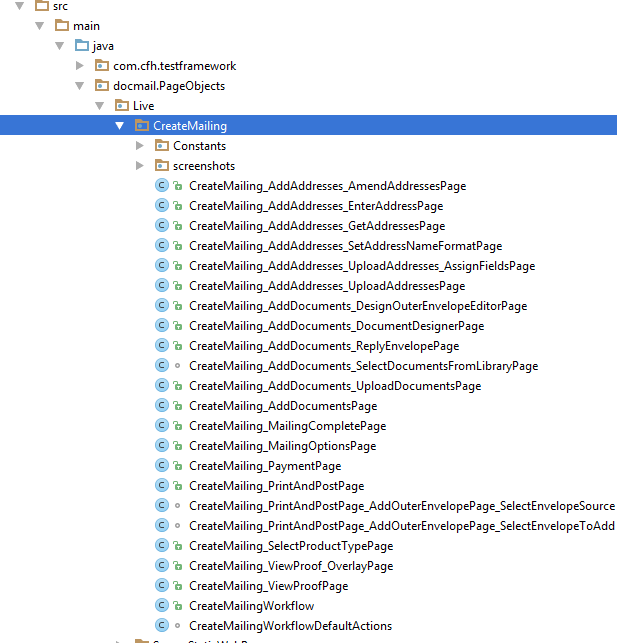 src
main
java
com.cfh.testframework
docmail.PageObjects
Live
CreateMailing
Constants
screenshots
CreateMailing_AddAddresses_AmendAddressesPage
CreateMailing_AddAddresses_EnterAddressPage
CreateMailing_AddAddresses_GetAddressesPage
CreateMailing_AddAddresses_SetAddressNameFormatPage
CreateMailing_AddAddresses_UploadAddresses_AssignFieldsPage
CreateMailing_AddAddresses_UploadAddressesPage
CreateMailing_AddDocuments_DesignOuterEnvelopeEditorPage
CreateMailing_AddDocuments_DocumentDesignerPage
CreateMailing_AddDocuments_ReplyEnvelopePage
CreateMailing_AddDocuments_SelectDocumentsFromLibraryPage
CreateMailing_AddDocuments_UploadDocumentsPage
CreateMailing_AddDocumentsPage
CreateMailing_MailingCompletePage
CreateMailing_MailingOptionsPage
CreateMailing_PaymentPage
CreateMailing_PrintAndPostPage
CreateMailing_PrintAndPostPage_AddOuterEnvelopePage_SelectEnvelopeSource
CreateMailing_PrintAndPostPage_AddOuterEnvelopePage_SelectEnvelopeToAdd
CreateMailing_SelectProductTypePage
CreateMailing_ViewProof_OverlayPage
CreateMailing_ViewProofPage
CreateMailingWorkflow
CreateMailingWorkflowDefaultActions